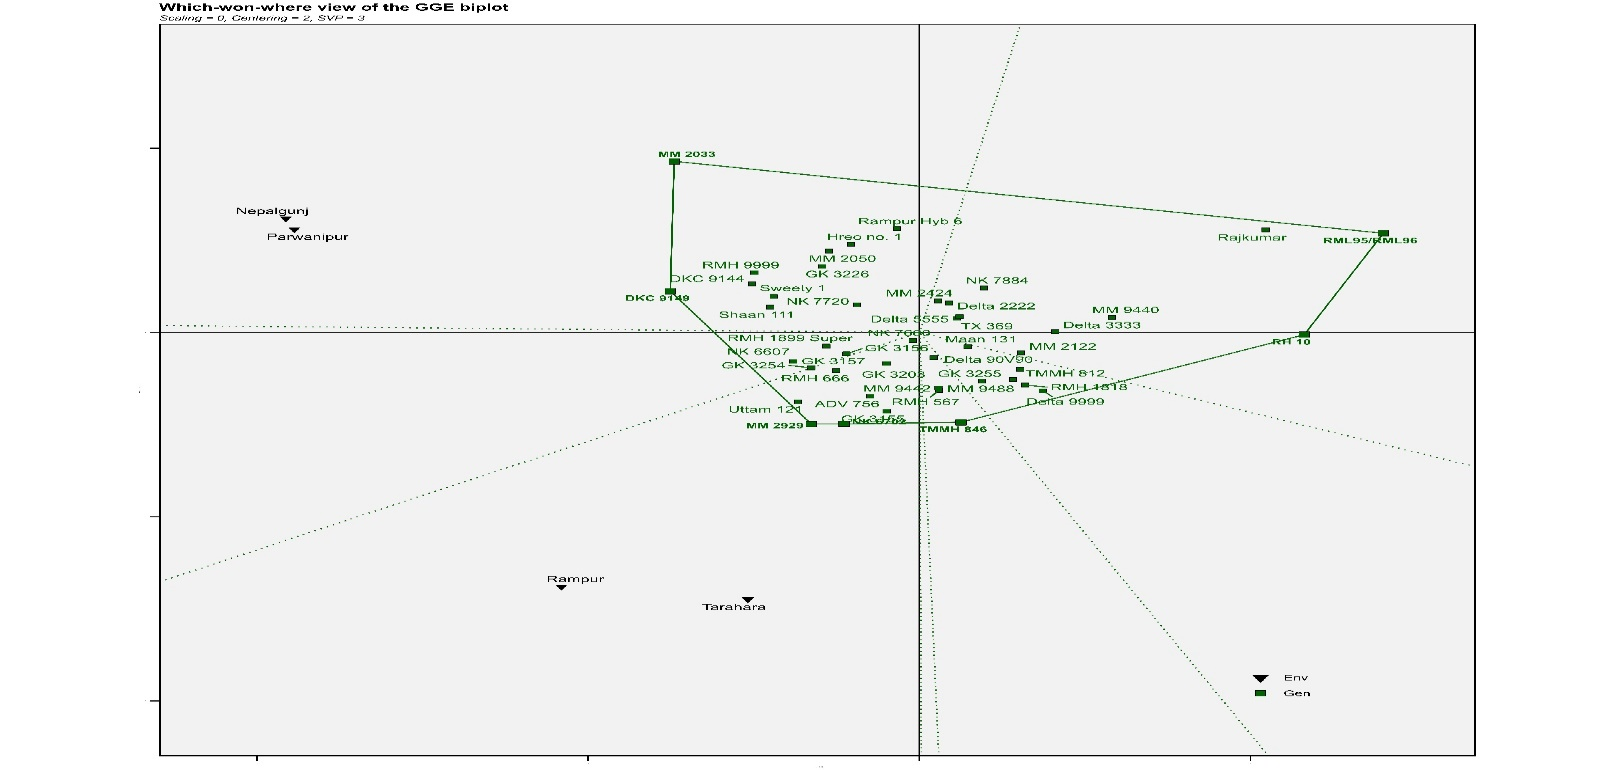 Which-won-where view of the GGE biplot
Scaling = 0, Centering = 2, SVP = 3
MM 2033
Nepalgunj
Parwanipur
Rampur Hyb 6
Hreo no. 1
Rajkumar
RML95/RML96
MM 2050
RMH 9999
GK 3226
DKC 9144
NK 7884
Sweely 1
DKC 9149
MM 2424
NK 7720
Delta 2222
Shaan 111
MM 9440
Delta 5555
TX 369
Delta 3333
RMH 1899 Super
Maan 131
RH 10
GK 3156
MM 2122
NK 6607
GK 3157
Delta 90V90
GK 3254
RMH 666
GK 3208
GK 3255
TMMH 812
MM 9442
MM 9488
RMH 1818
ADV 756
RMH 567
Delta 9999
Uttam 121
GK 3155
MM 2929
TMMH 846
Rampur
Tarahara
Env
Gen